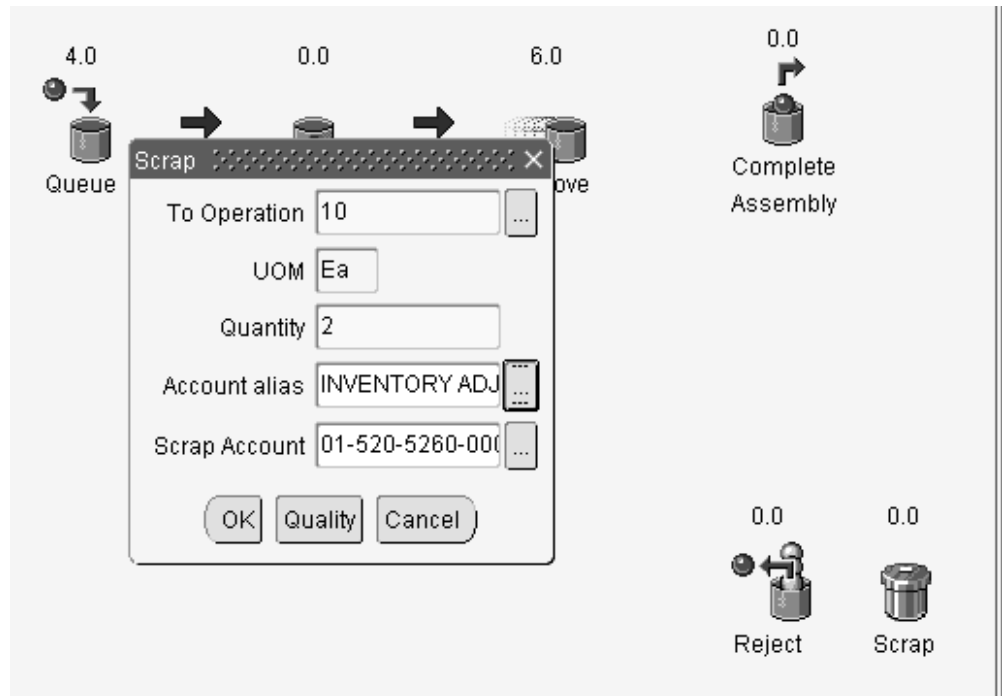 4.0
0.0
6.0
0.0
Queue
ove
Complete
Assembly
Scrap
To Operation 10 ...
UOM Ea
Quantity 2
Account alias INVENTORY ADJ ...
Scrap Account 01-520-5260-000 ...
OK Quality Cancel
0.0
0.0
Reject
Scrap